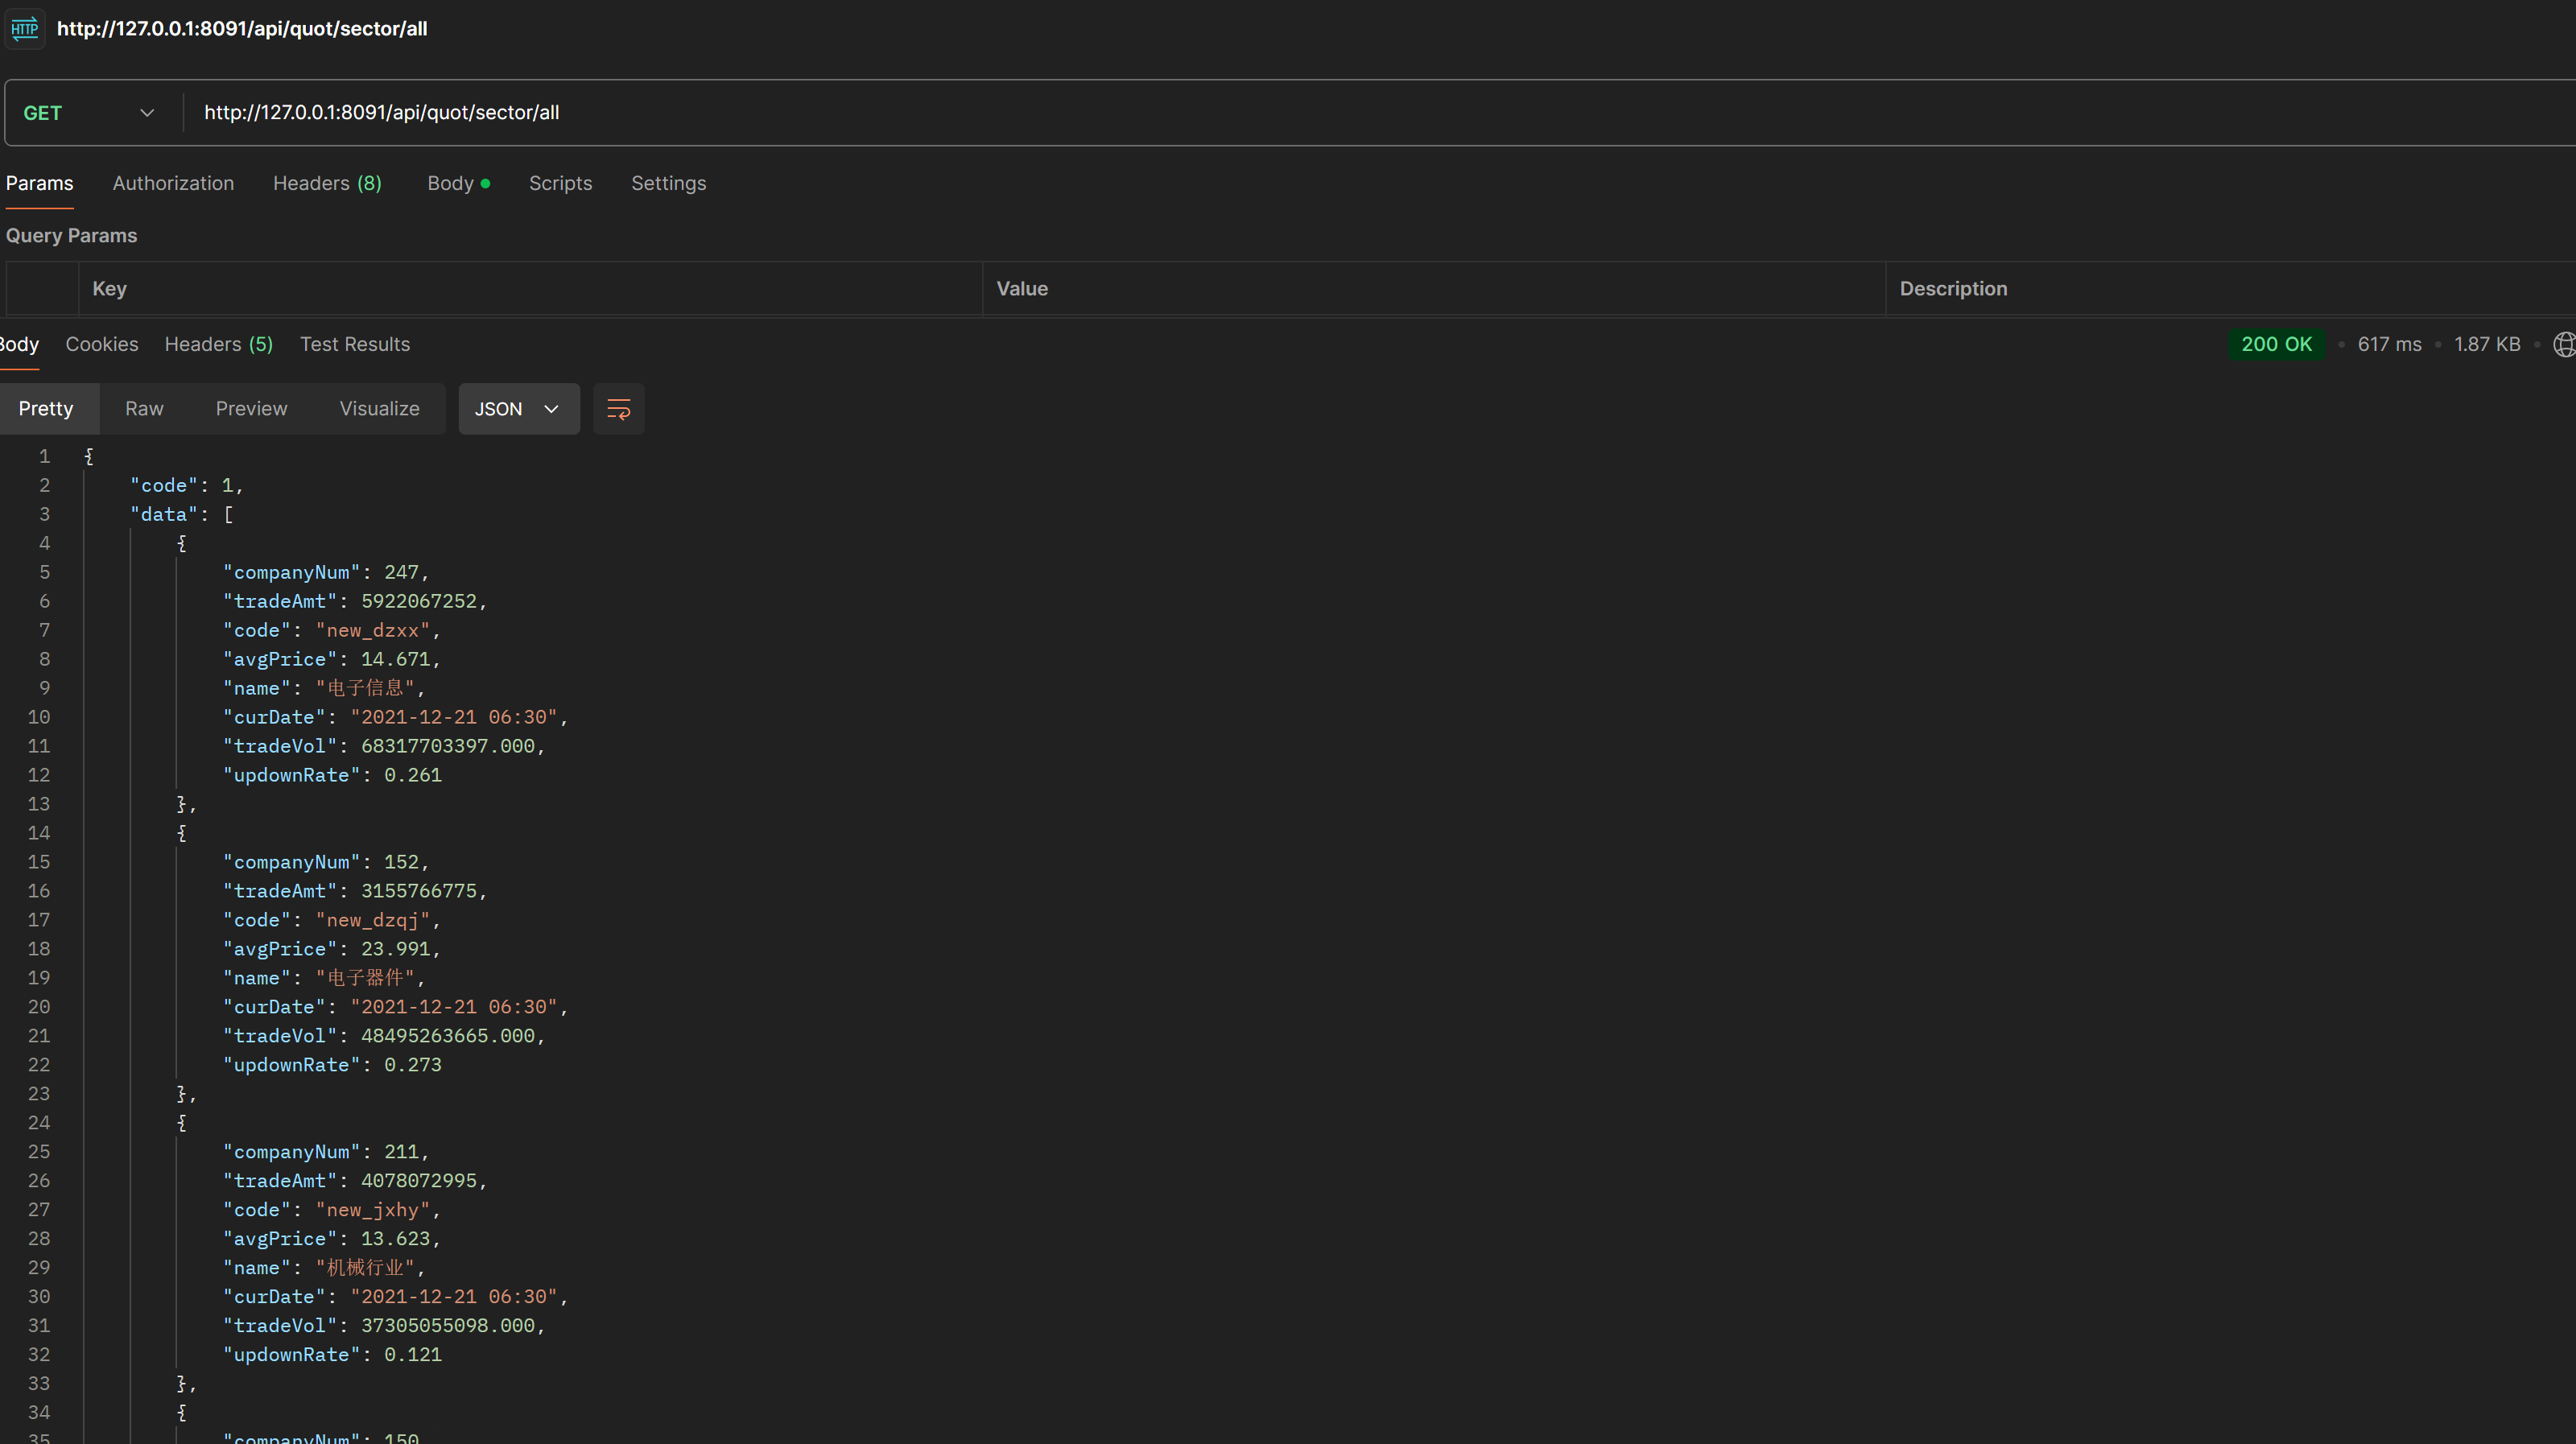 HTTP http://127.0.0.1:8091/api/quot/sector/all
GET http://127.0.0.1:8091/api/quot/sector/all
Params Authorization Headers (8) Body Scripts Settings
Query Params
Key Value Description
Body Cookies Headers (5) Test Results 200 OK • 617 ms • 1.87 KB •
Pretty Raw Preview Visualize JSON
1 {
2 "code": 1,
3 "data": [
4 {
5 "companyNum": 247,
6 "tradeAmt": 5922067252,
7 "code": "new_dzxx",
8 "avgPrice": 14.671,
9 "name": "电子信息",
10 "curDate": "2021-12-21 06:30",
11 "tradeVol": 68317703397.000,
12 "updownRate": 0.261
13 },
14 {
15 "companyNum": 152,
16 "tradeAmt": 3155766775,
17 "code": "new_dzqj",
18 "avgPrice": 23.991,
19 "name": "电子器件",
20 "curDate": "2021-12-21 06:30",
21 "tradeVol": 48495263665.000,
22 "updownRate": 0.273
23 },
24 {
25 "companyNum": 211,
26 "tradeAmt": 4078072995,
27 "code": "new_jxhy",
28 "avgPrice": 13.623,
29 "name": "机械行业",
30 "curDate": "2021-12-21 06:30",
31 "tradeVol": 37305055098.000,
32 "updownRate": 0.121
33 },
34 {
35 "companyNum": 150